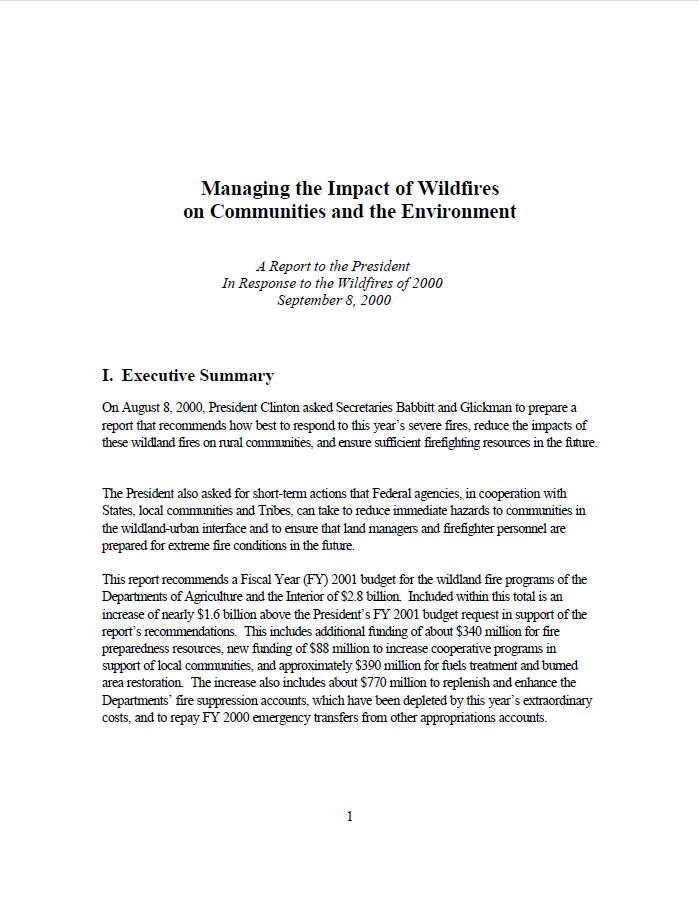 Managing the Impact of Wildfires
on Communities and the Environment
A Report to the President
In Response to the Wildfires of 2000
September 8, 2000
I. Executive Summary
On August 8, 2000, President Clinton asked Secretaries Babbitt and Glickman to prepare a
report that recommends how best to respond to this year's severe fires, reduce the impacts of
these wildland fires on rural communities, and ensure sufficient firefighting resources in the future.
The President also asked for short-term actions that Federal agencies, in cooperation with
States, local communities and Tribes, can take to reduce immediate hazards to communities in
the wildland-urban interface and to ensure that land managers and firefighter personnel are
prepared for extreme fire conditions in the future.
This report recommends a Fiscal Year (FY) 2001 budget for the wildland fire programs of the
Departments of Agriculture and the Interior of $2.8 billion. Included within this total is an
increase of nearly $1.6 billion above the President's FY 2001 budget request in support of the
report's recommendations. This includes additional funding of about $340 million for fire
preparedness resources, new funding of $88 million to increase cooperative programs in
support of local communities, and approximately $390 million for fuels treatment and burned
area restoration. The increase also includes about $770 million to replenish and enhance the
Departments' fire suppression accounts, which have been depleted by this year's extraordinary
costs, and to repay FY 2000 emergency transfers from other appropriations accounts.
1